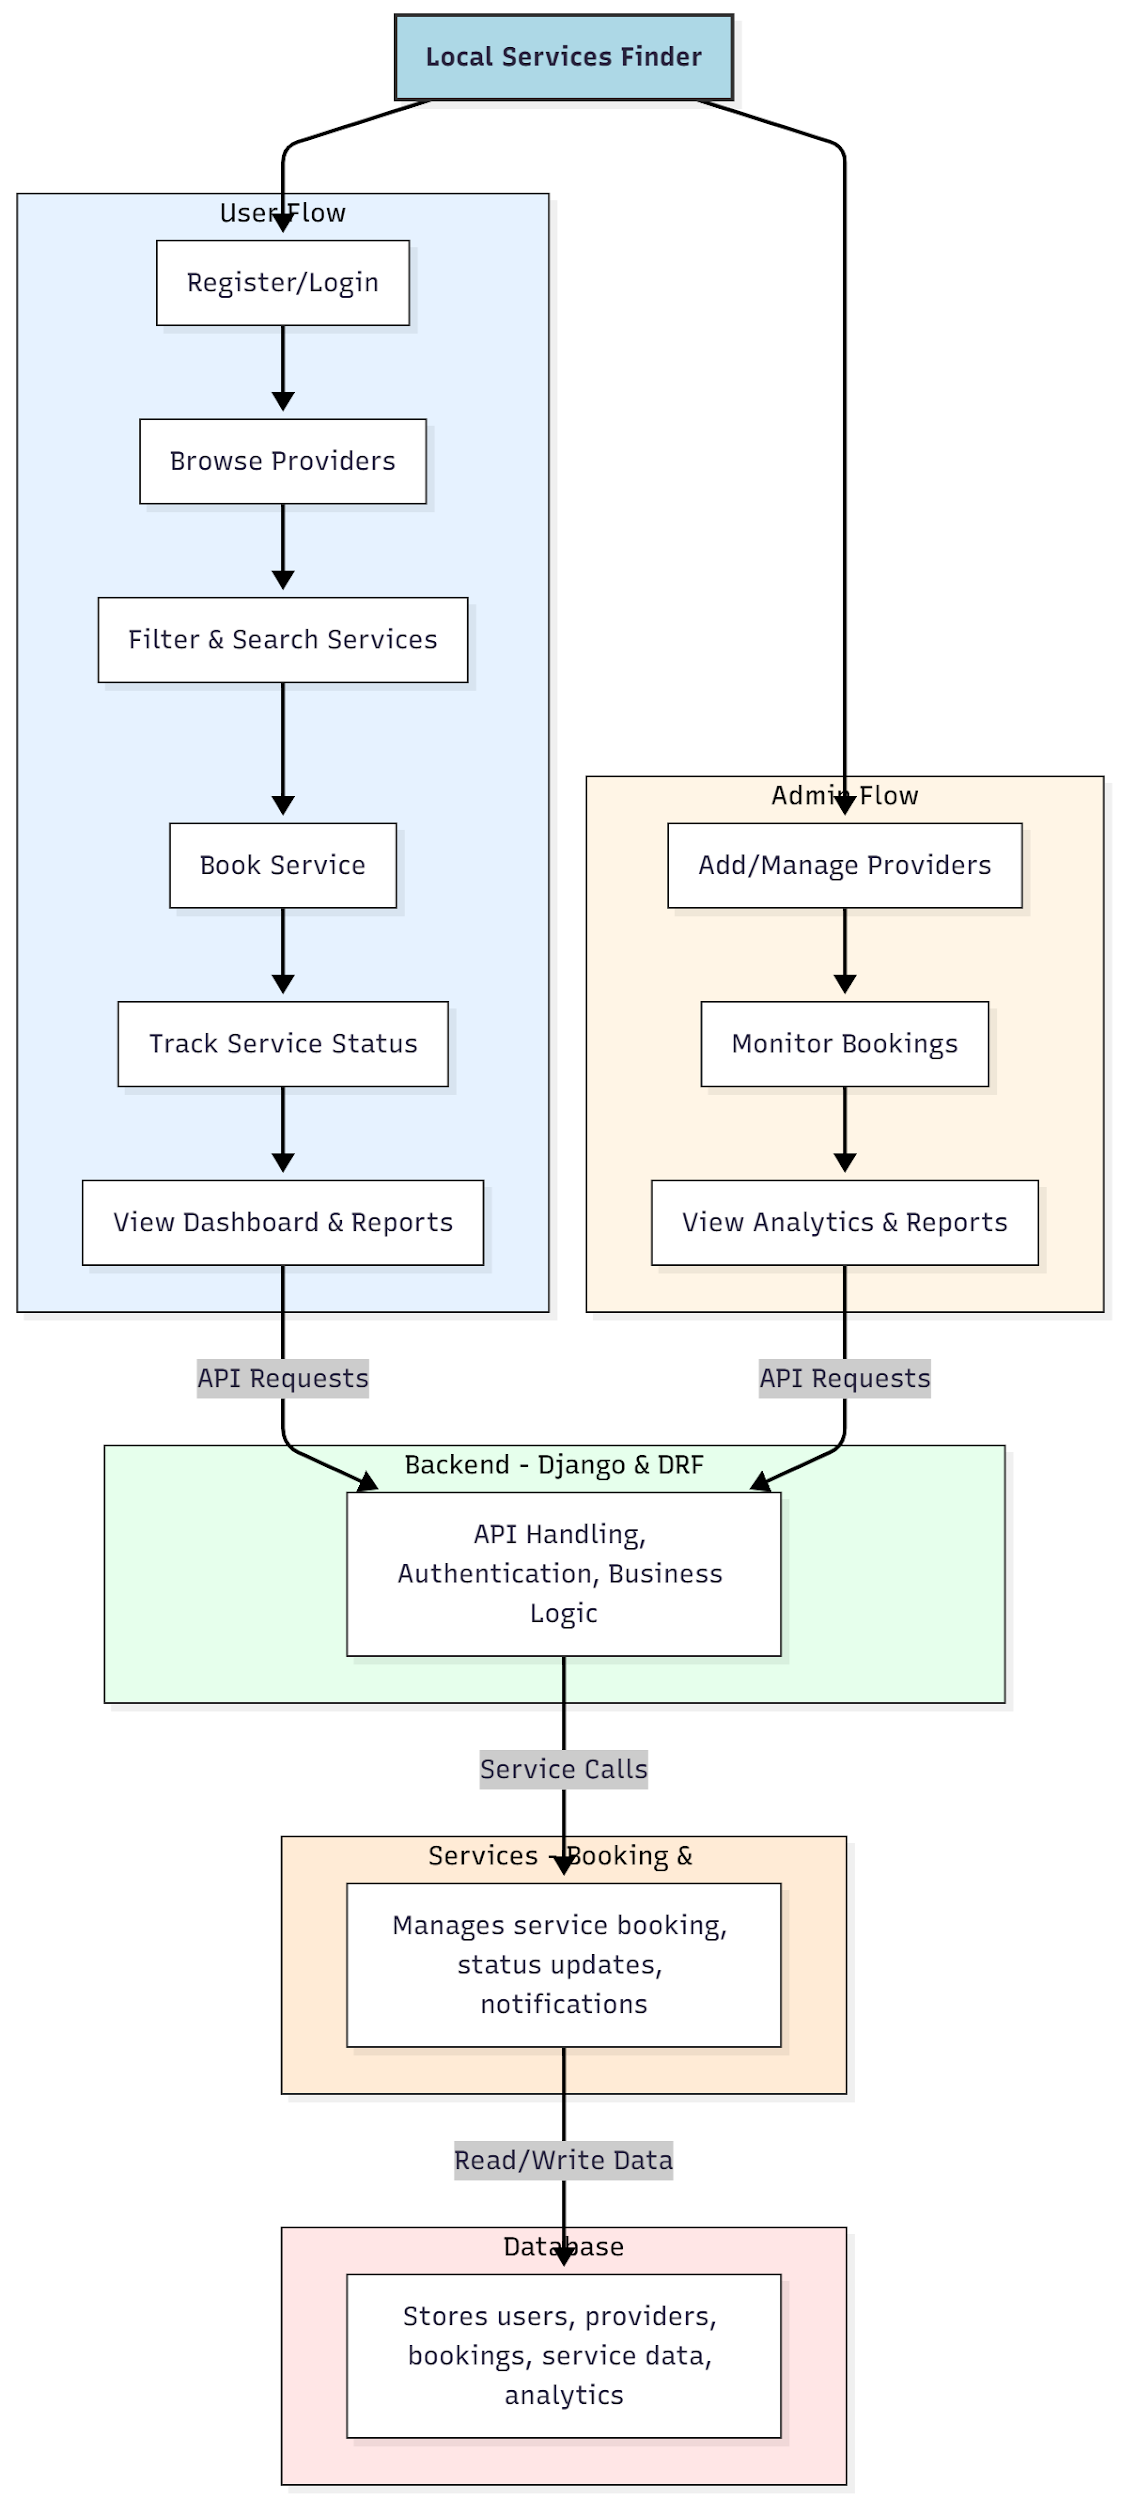 Local Services Finder
User Flow
Register/Login
Browse Providers
Filter & Search Services
Book Service
Track Service Status
View Dashboard & Reports
Admin Flow
Add/Manage Providers
Monitor Bookings
View Analytics & Reports
API Requests
API Requests
Backend - Django & DRF
API Handling,
Authentication, Business
Logic
Service Calls
Services - Booking &
Manages service booking,
status updates,
notifications
Read/Write Data
Database
Stores users, providers,
bookings, service data,
analytics